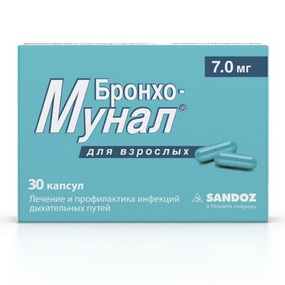 7.0 мг
Бронхо-
Мунал®
для взрослых
30 капсул
Лечение и профилактика инфекций
дыхательных путей
SANDOZ
a Novartis company